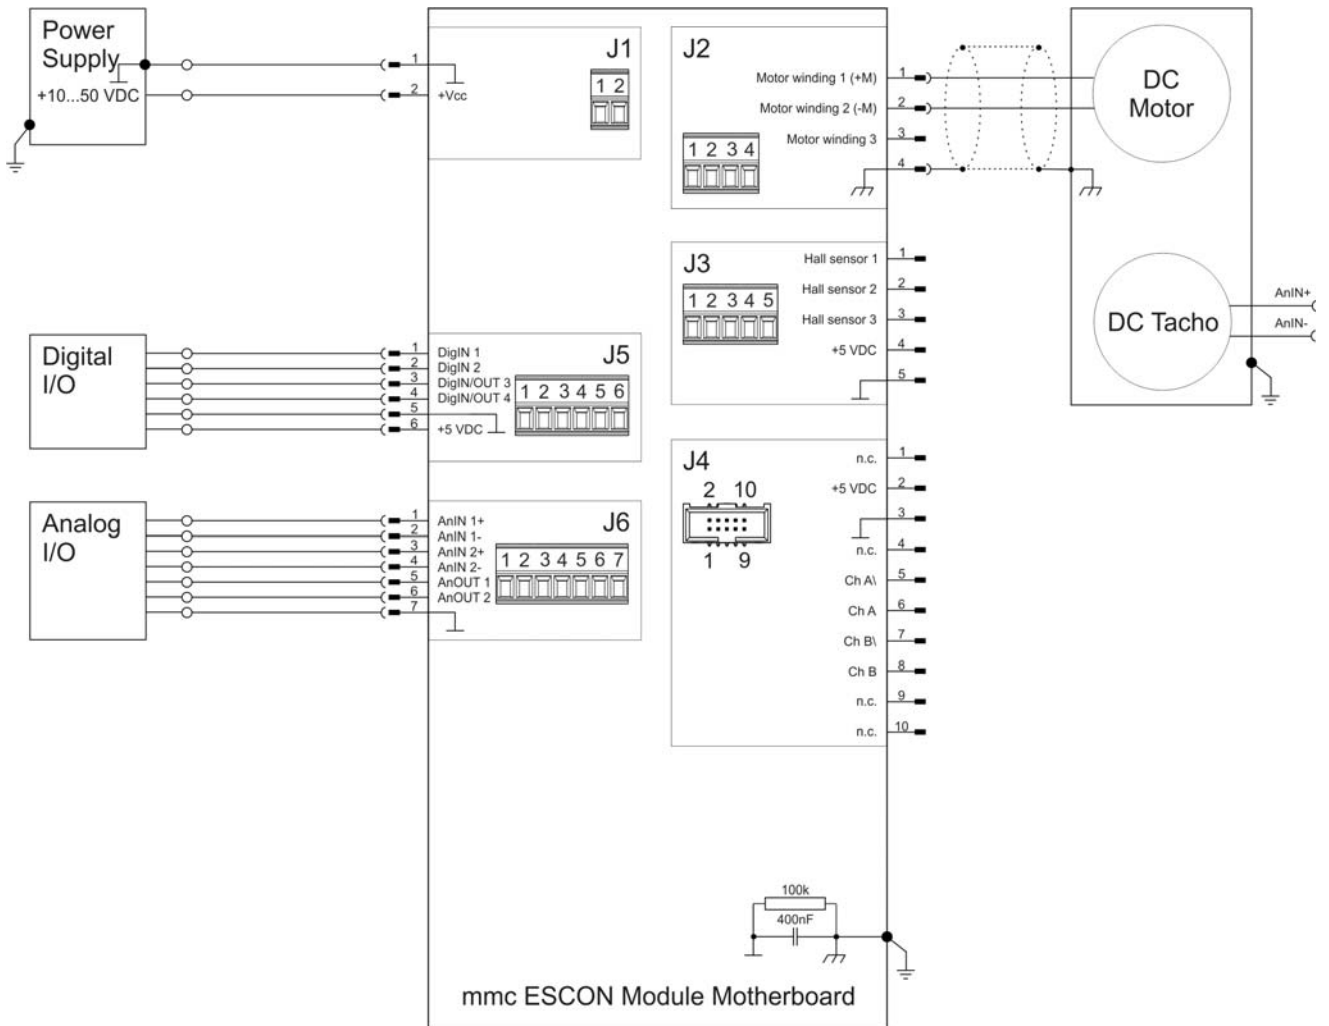 Power
Supply
+10...50 VDC
1
2
+Vcc
J1
1 2
J2
Motor winding 1 (+M)
1
Motor winding 2 (-M)
2
Motor winding 3
3
4
1 2 3 4
DC
Motor
J3
Hall sensor 1
1
Hall sensor 2
2
Hall sensor 3
3
+5 VDC
4
5
1 2 3 4 5
DC Tacho
AnIN+
AnIN-
Digital
I/O
1
DigIN 1
2
DigIN 2
3
DigIN/OUT 3
4
DigIN/OUT 4
5
6
+5 VDC
J5
1 2 3 4 5 6
Analog
I/O
1
AnIN 1+
2
AnIN 1-
3
AnIN 2+
4
AnIN 2-
5
AnOUT 1
6
AnOUT 2
7
J6
1 2 3 4 5 6 7
J4
2 10
1 9
n.c.
1
+5 VDC
2
3
n.c.
4
Ch A\
5
Ch A
6
Ch B\
7
Ch B
8
n.c.
9
n.c.
10
100k
400nF
mmc ESCON Module Motherboard